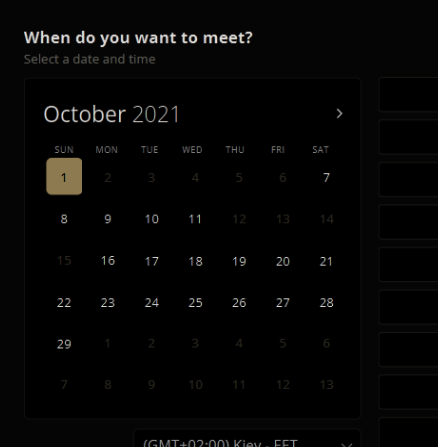 When do you want to meet?
Select a date and time
October 2021
SUN MON TUE WED THU FRI SAT
1 2 3 4 5 6 7
8 9 10 11 12 13 14
15 16 17 18 19 20 21
22 23 24 25 26 27 28
29 1 2 3 4 5 6
7 8 9 10 11 12 13
(GMT+02:00) Kiev - EET